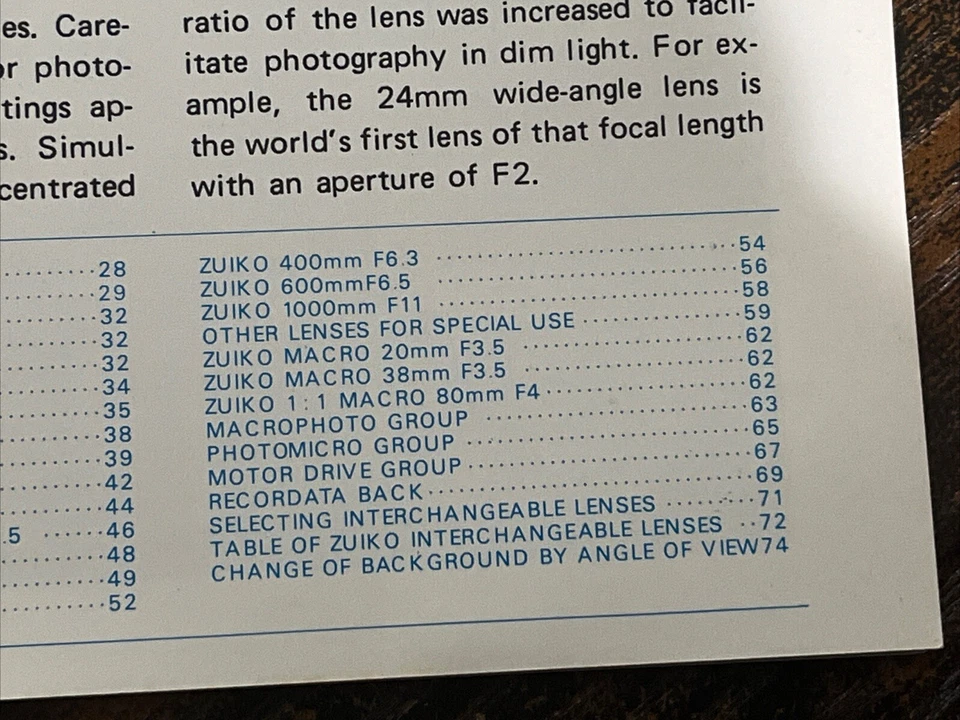 es. Care-
or photo-
tings ap-
s. Simul-
centrated
ratio of the lens was increased to facil-
itate photography in dim light. For ex-
ample, the 24mm wide-angle lens is
the world's first lens of that focal length
with an aperture of F2.
·········28
·········29
·········32
·········32
·········32
·········34
·········35
·········38
·········39
·········42
·········44
.5 ······46
·········48
·········49
·········52
ZUIKO 400mm F6.3 ·········54
ZUIKO 600mmF6.5 ·········56
ZUIKO 1000mm F11 ·········58
OTHER LENSES FOR SPECIAL USE ·········59
ZUIKO MACRO 20mm F3.5 ·········62
ZUIKO MACRO 38mm F3.5 ·········62
ZUIKO 1:1 MACRO 80mm F4·········62
MACROPHOTO GROUP ·········63
PHOTOMICRO GROUP ·········65
MOTOR DRIVE GROUP·········67
RECORDATA BACK·········69
SELECTING INTERCHANGEABLE LENSES ·········71
TABLE OF ZUIKO INTERCHANGEABLE LENSES ··72
CHANGE OF BACKGROUND BY ANGLE OF VIEW74